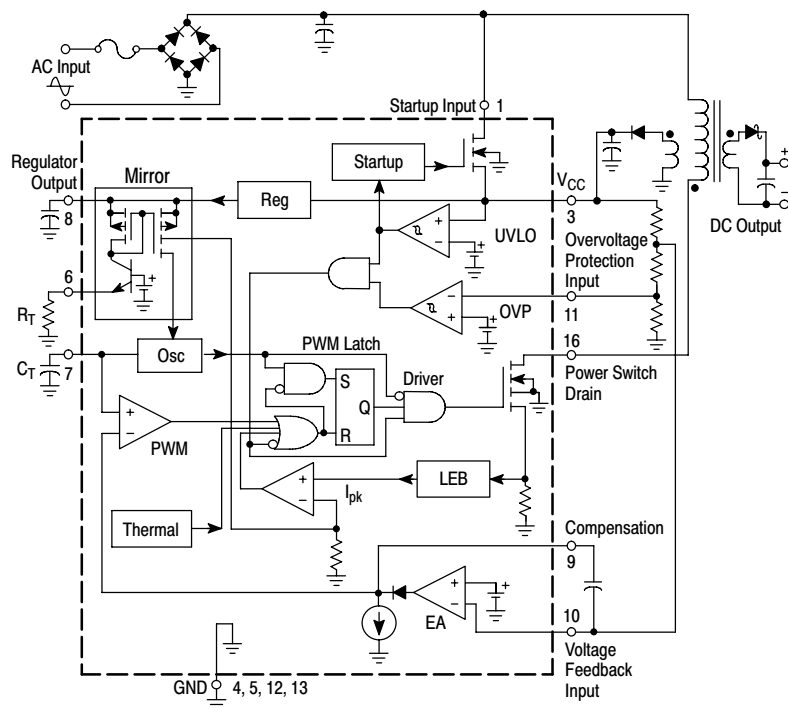 AC Input
Startup Input 1
Regulator
Output
8
Mirror
Startup
Reg
VCC
3
DC Output
+
−
UVLO
+
−
+
Overvoltage
Protection
Input
11
6
RT
+
OVP
−
+
+
16
Power Switch
Drain
CT
7
Osc
PWM Latch
S
Q
R
Driver
+
−
PWM
LEB
Ipk
+
−
Thermal
Compensation
9
EA
+
−
+
10
Voltage
Feedback
Input
GND 4, 5, 12, 13